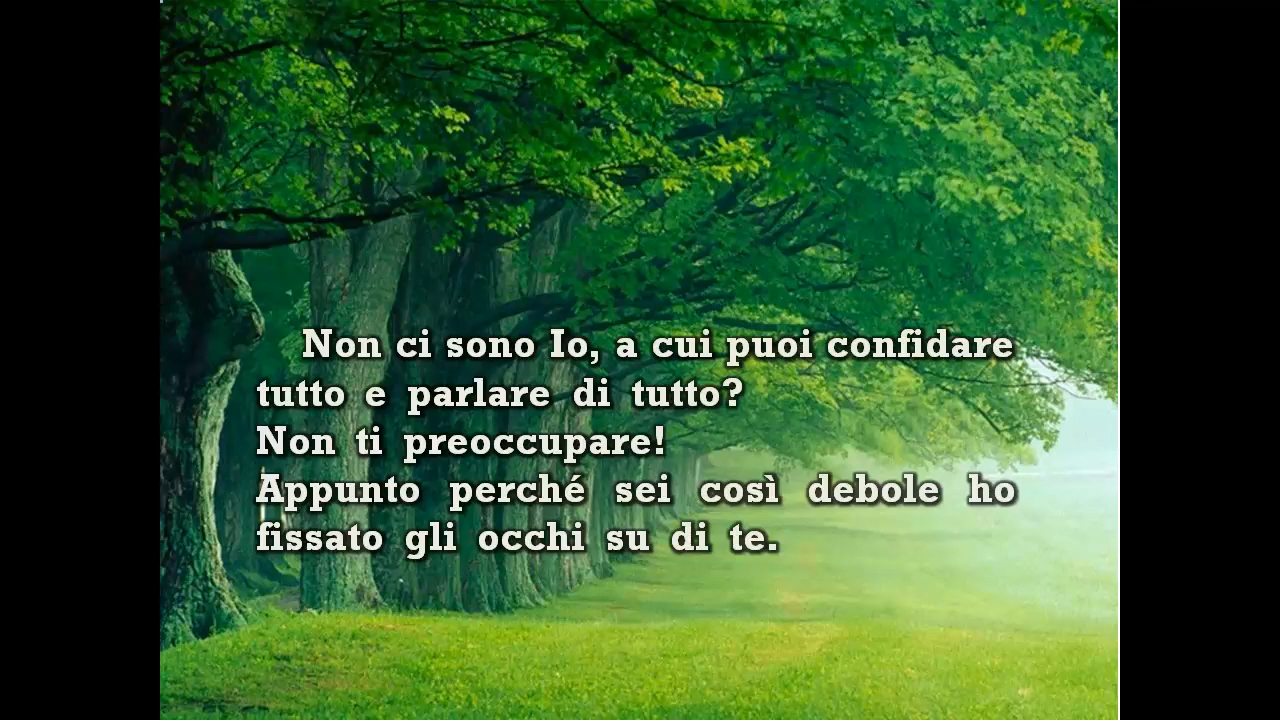 Non ci sono Io, a cui puoi confidare
tutto e parlare di tutto?
Non ti preoccupare!
Appunto perché sei così debole ho
fissato gli occhi su di te.